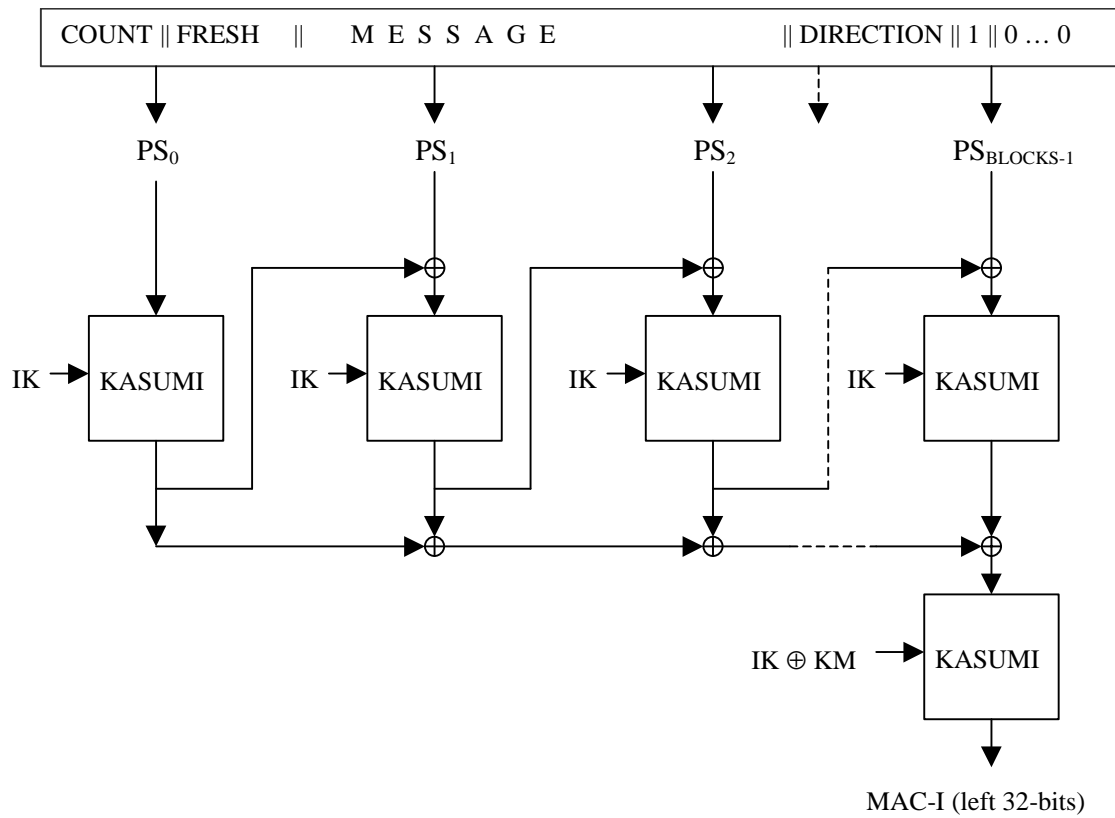 COUNT || FRESH || M E S S A G E || DIRECTION || 1 || 0 … 0
PS0 PS1 PS2 PSBLOCKS-1
IK KASUMI IK KASUMI IK KASUMI IK KASUMI
IK ⊕ KM KASUMI
MAC-I (left 32-bits)